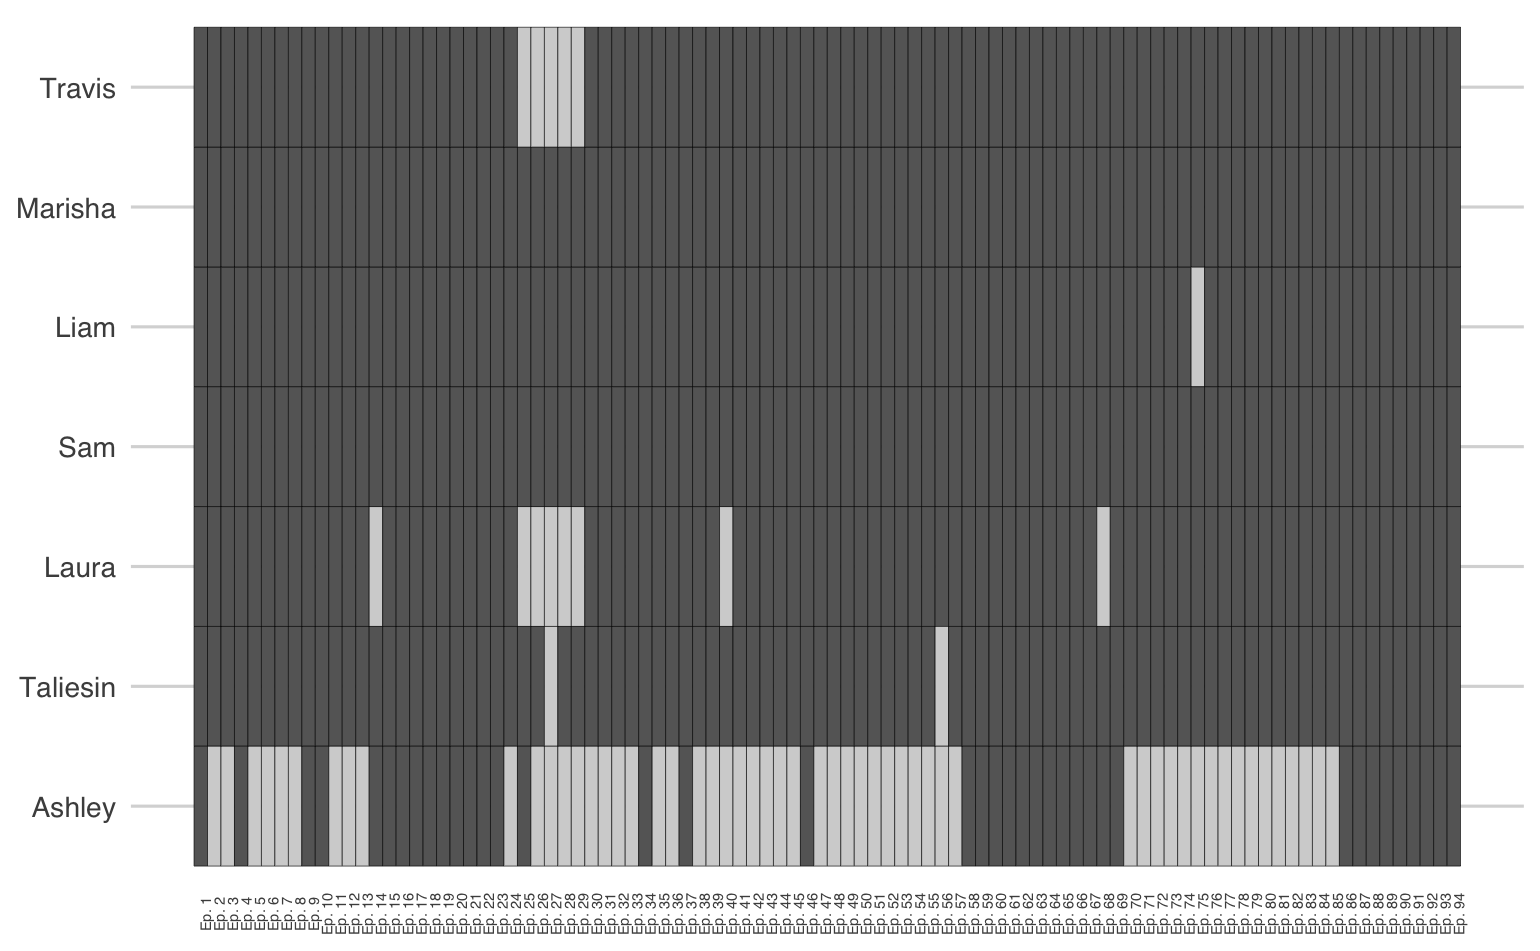 Travis
Marisha
Liam
Sam
Laura
Taliesin
Ashley
Ep. 1
Ep. 2
Ep. 3
Ep. 4
Ep. 5
Ep. 6
Ep. 7
Ep. 8
Ep. 9
Ep. 10
Ep. 11
Ep. 12
Ep. 13
Ep. 14
Ep. 15
Ep. 16
Ep. 17
Ep. 18
Ep. 19
Ep. 20
Ep. 21
Ep. 22
Ep. 23
Ep. 24
Ep. 25
Ep. 26
Ep. 27
Ep. 28
Ep. 29
Ep. 30
Ep. 31
Ep. 32
Ep. 33
Ep. 34
Ep. 35
Ep. 36
Ep. 37
Ep. 38
Ep. 39
Ep. 40
Ep. 41
Ep. 42
Ep. 43
Ep. 44
Ep. 45
Ep. 46
Ep. 47
Ep. 48
Ep. 49
Ep. 50
Ep. 51
Ep. 52
Ep. 53
Ep. 54
Ep. 55
Ep. 56
Ep. 57
Ep. 58
Ep. 59
Ep. 60
Ep. 61
Ep. 62
Ep. 63
Ep. 64
Ep. 65
Ep. 66
Ep. 67
Ep. 68
Ep. 69
Ep. 70
Ep. 71
Ep. 72
Ep. 73
Ep. 74
Ep. 75
Ep. 76
Ep. 77
Ep. 78
Ep. 79
Ep. 80
Ep. 81
Ep. 82
Ep. 83
Ep. 84
Ep. 85
Ep. 86
Ep. 87
Ep. 88
Ep. 89
Ep. 90
Ep. 91
Ep. 92
Ep. 93
Ep. 94